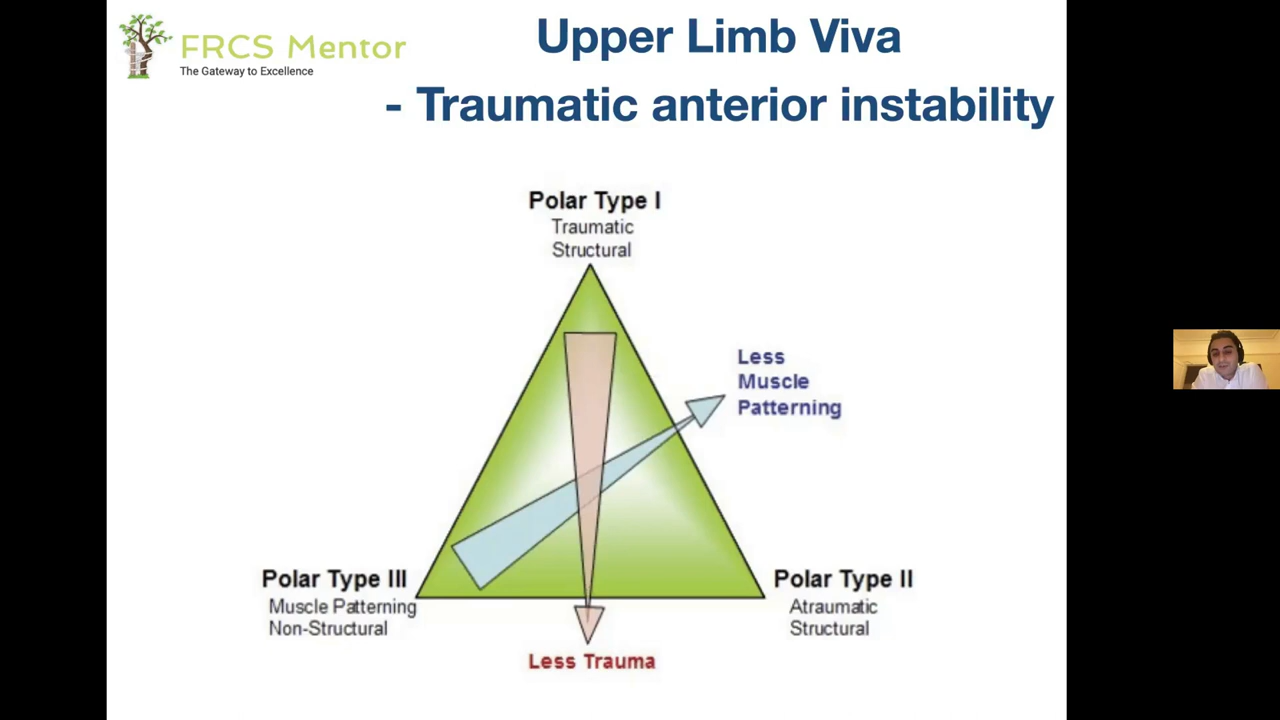 FRCS Mentor
The Gateway to Excellence
Upper Limb Viva
- Traumatic anterior instability
Polar Type I
Traumatic
Structural
Less
Muscle
Patterning
Polar Type III
Muscle Patterning
Non-Structural
Polar Type II
Atraumatic
Structural
Less Trauma